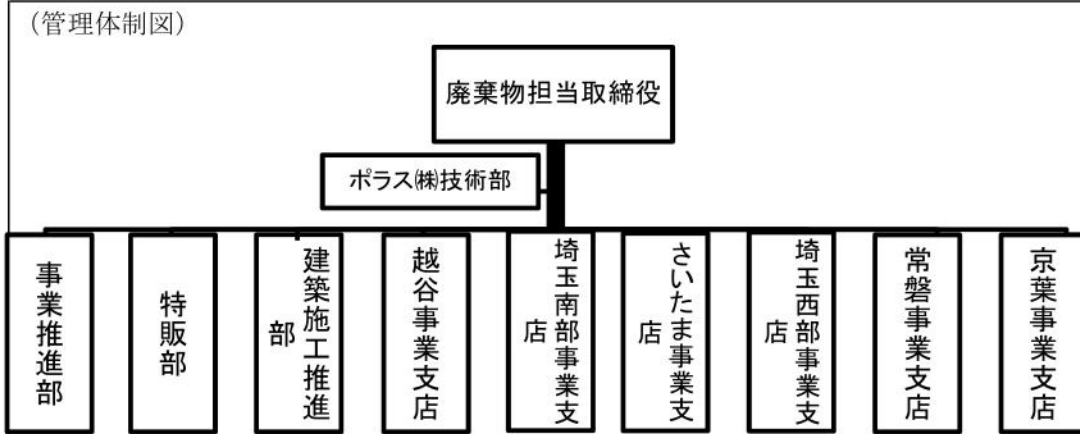 （管理体制図）
廃棄物担当取締役
ポラス㈱技術部
事業推進部
特販部
建築施工推進
部
越谷事業支店
埼玉南部事業支
店
さいたま事業支
店
埼玉西部事業支
店
常磐事業支店
京葉事業支店